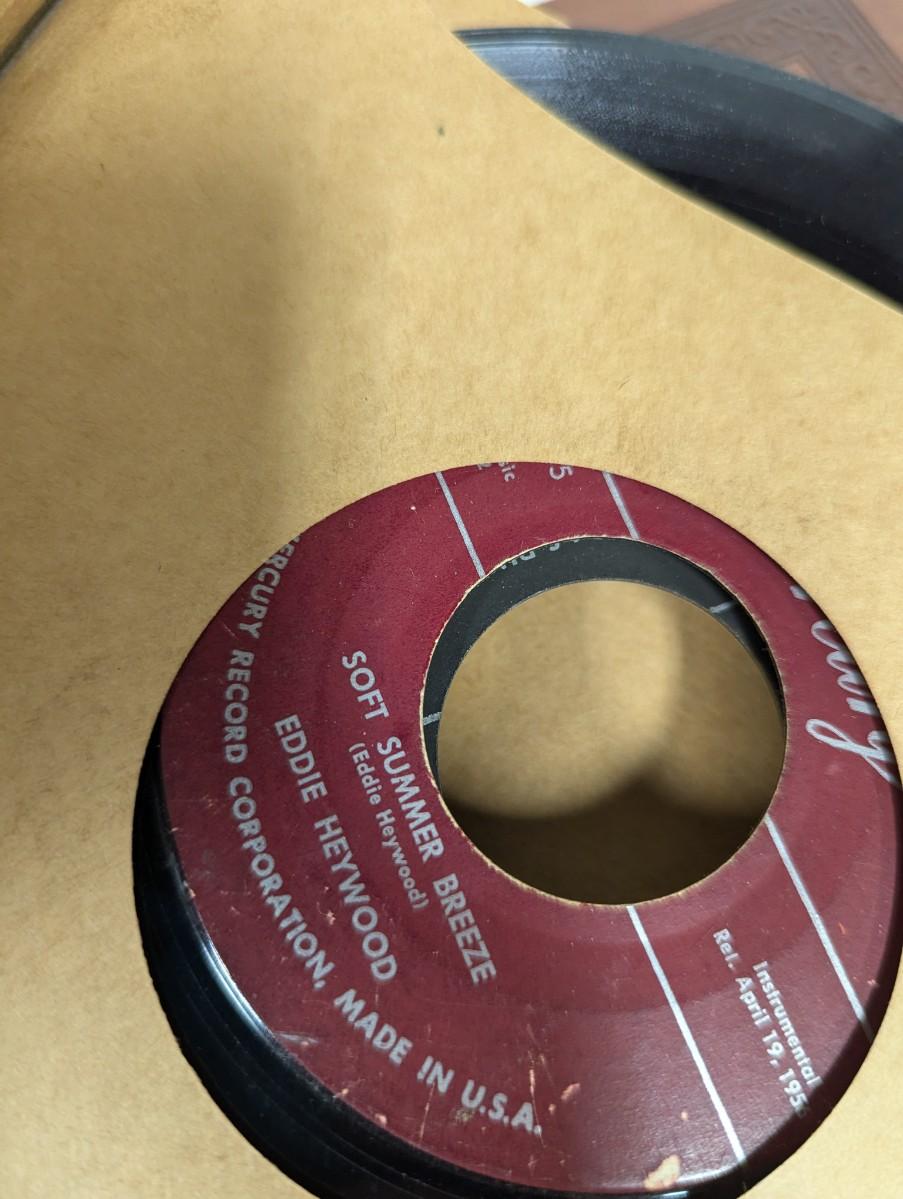 Instrumental
Rel. April 19, 195
SOFT SUMMER BREEZE
(Eddie Heywood)
EDDIE HEYWOOD
MERCURY RECORD CORPORATION, MADE IN U.S.A.